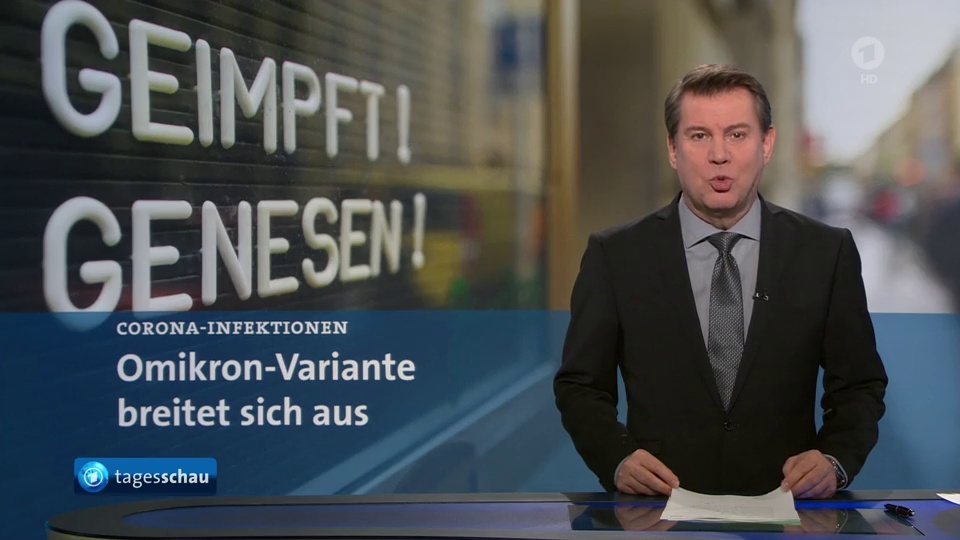 GEIMPFT!
GENESEN!
CORONA-INFEKTIONEN
Omikron-Variante
breitet sich aus
tagesschau
1
HD